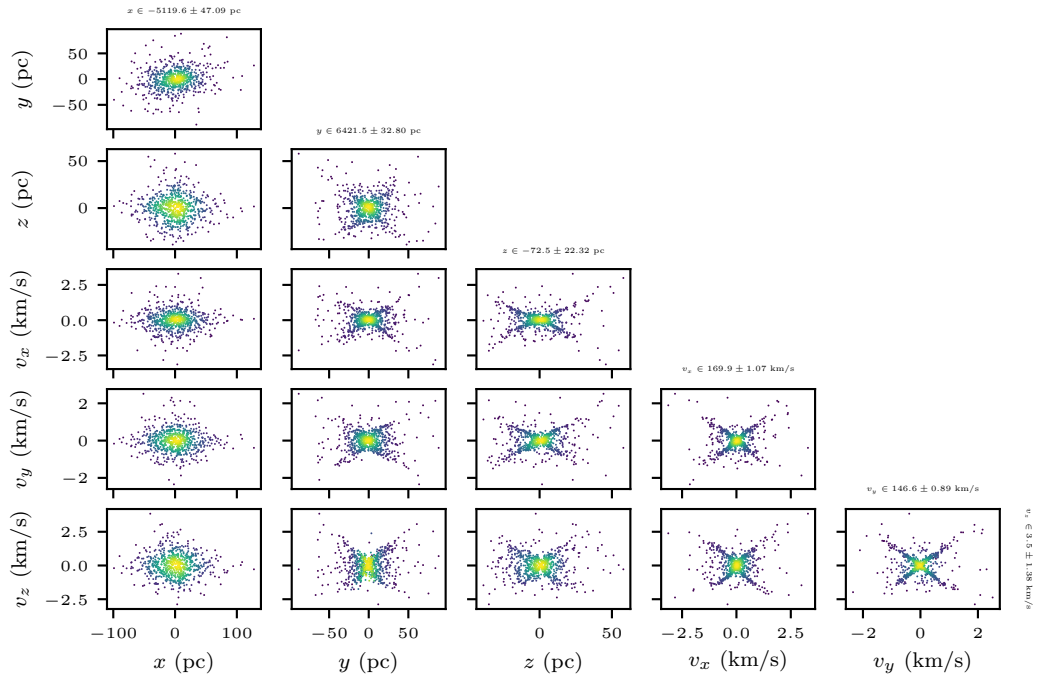 x ∈ −5119.6 ± 47.09 pc
50
0
−50
y (pc)
y ∈ 6421.5 ± 32.80 pc
50
0
z (pc)
z ∈ −72.5 ± 22.32 pc
2.5
0.0
−2.5
v_x (km/s)
v_x ∈ 169.9 ± 1.07 km/s
2
0
−2
v_y (km/s)
v_y ∈ 146.6 ± 0.89 km/s
2.5
0.0
−2.5
v_z (km/s)
v_z ∈ 3.5 ± 1.38 km/s
−100 0 100
−50 0 50
0 50
−2.5 0.0 2.5
−2 0 2
x (pc)
y (pc)
z (pc)
v_x (km/s)
v_y (km/s)